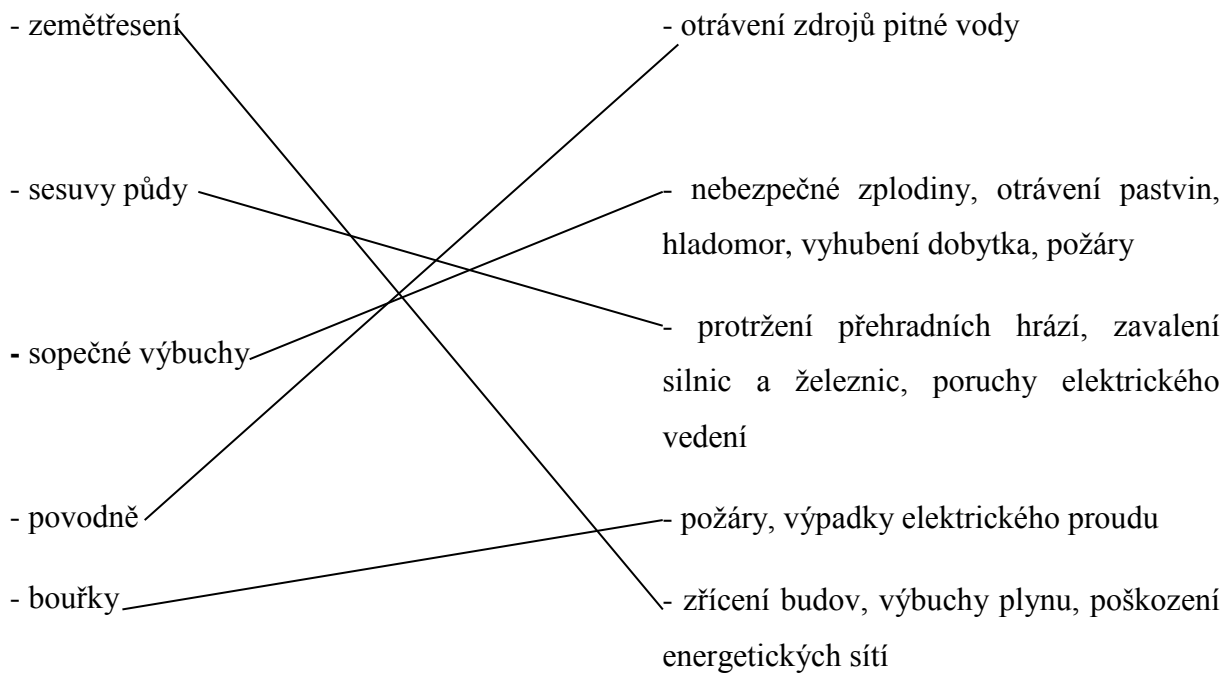 - zemětřesení
- otrávení zdrojů pitné vody
- sesuvy půdy
- nebezpečné zplodiny, otrávení pastvin,
hladomor, vyhubení dobytka, požáry
- sopečné výbuchy
- protržení přehradních hrází, zavalení
silnic a železnic, poruchy elektrického
vedení
- povodně
- požáry, výpadky elektrického proudu
- bouřky
- zřícení budov, výbuchy plynu, poškození
energetických sítí